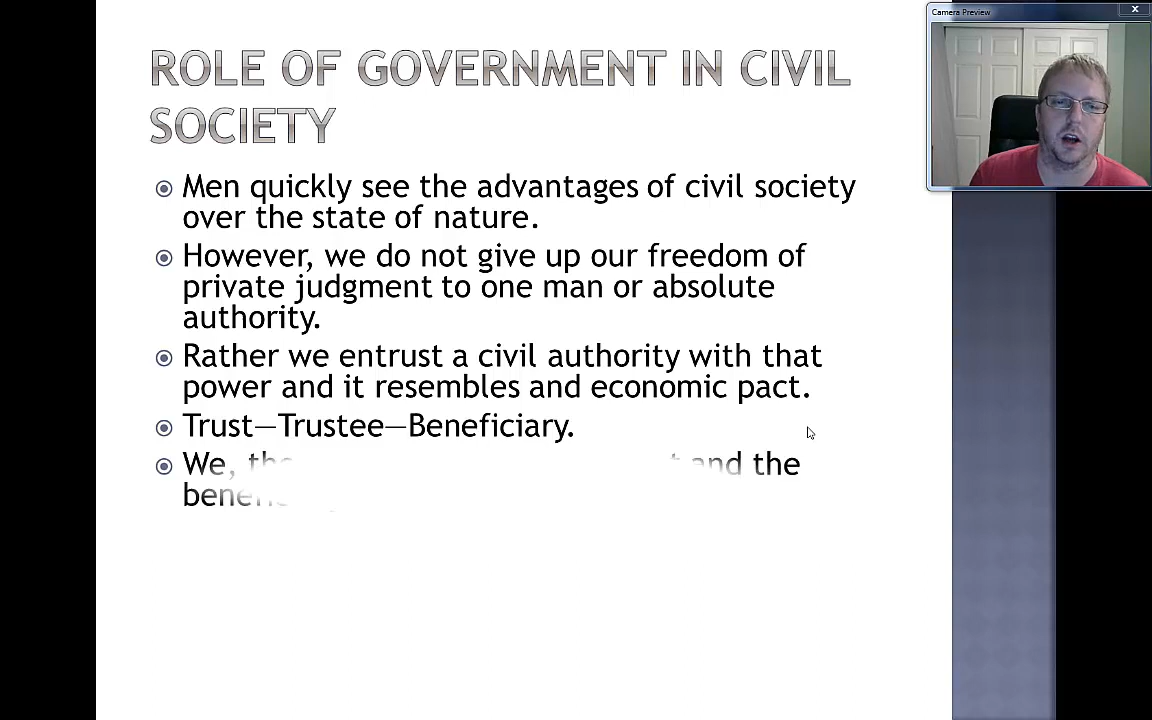 Camera Preview
ROLE OF GOVERNMENT IN CIVIL
SOCIETY
Men quickly see the advantages of civil society
over the state of nature.
However, we do not give up our freedom of
private judgment to one man or absolute
authority.
Rather we entrust a civil authority with that
power and it resembles and economic pact.
Trust—Trustee—Beneficiary.
We, and the